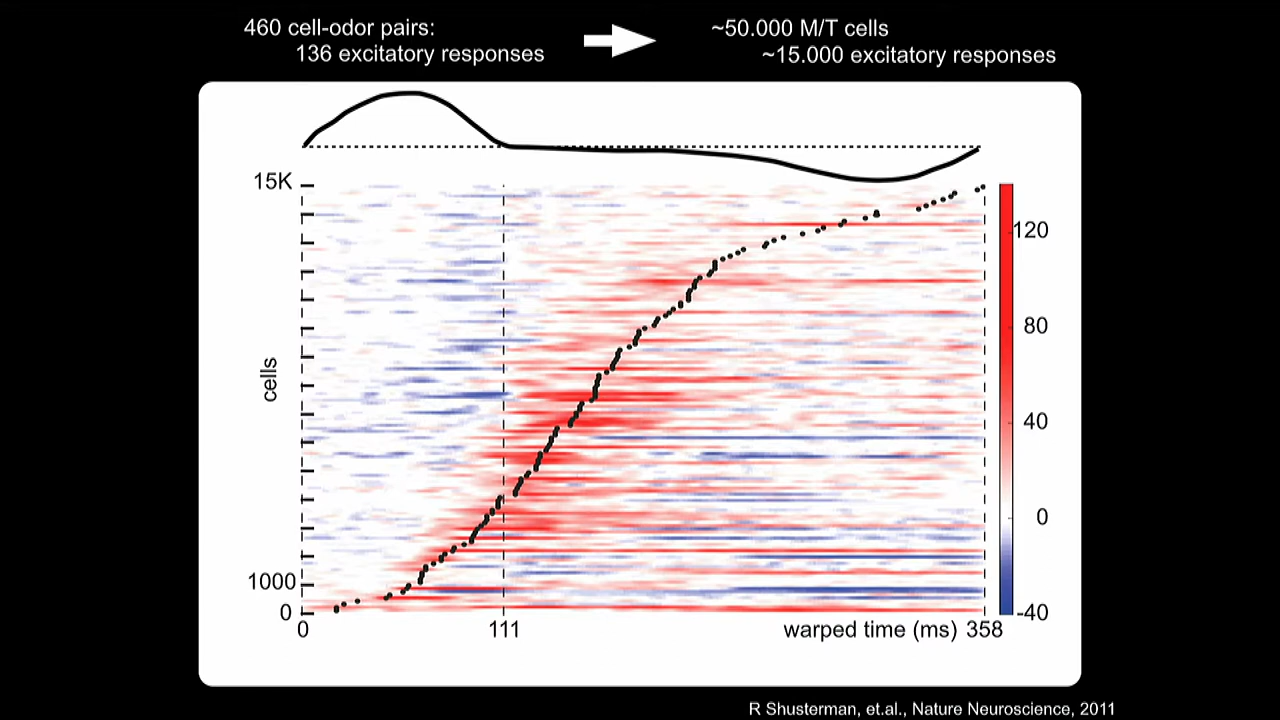 460 cell-odor pairs:
136 excitatory responses
~50.000 M/T cells
~15.000 excitatory responses
15K
cells
1000
0
0
111
warped time (ms)
358
120
80
40
0
-40
R Shusterman, et.al., Nature Neuroscience, 2011